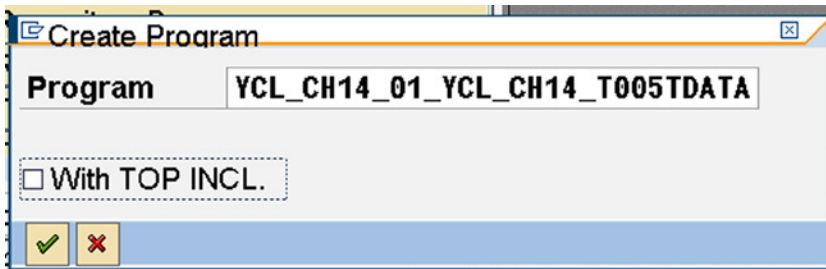 Create Program
Program YCL_CH14_01_YCL_CH14_T005TDATA
With TOP INCL.